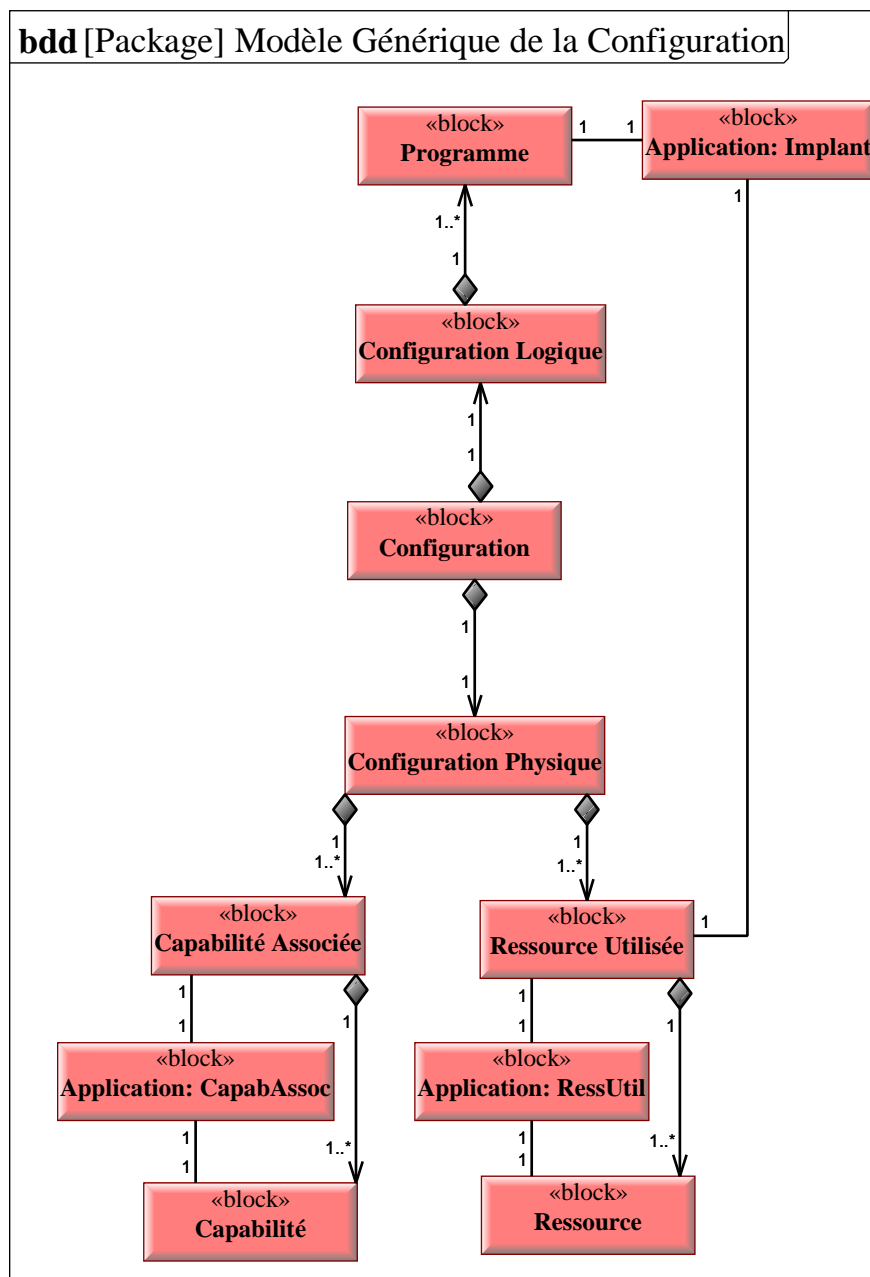 bdd [Package] Modèle Générique de la Configuration
«block»
Programme
1
1
«block»
Application: Implant
1
1..*
1
«block»
Configuration Logique
1
1
«block»
Configuration
1
1
«block»
Configuration Physique
1
1..*
1
1..*
«block»
Capabilité Associée
«block»
Ressource Utilisée
1
1
1
1
1
1
1
«block»
Application: CapabAssoc
«block»
Application: RessUtil
1
1
1..*
1
1
1..*
«block»
Capabilité
«block»
Ressource